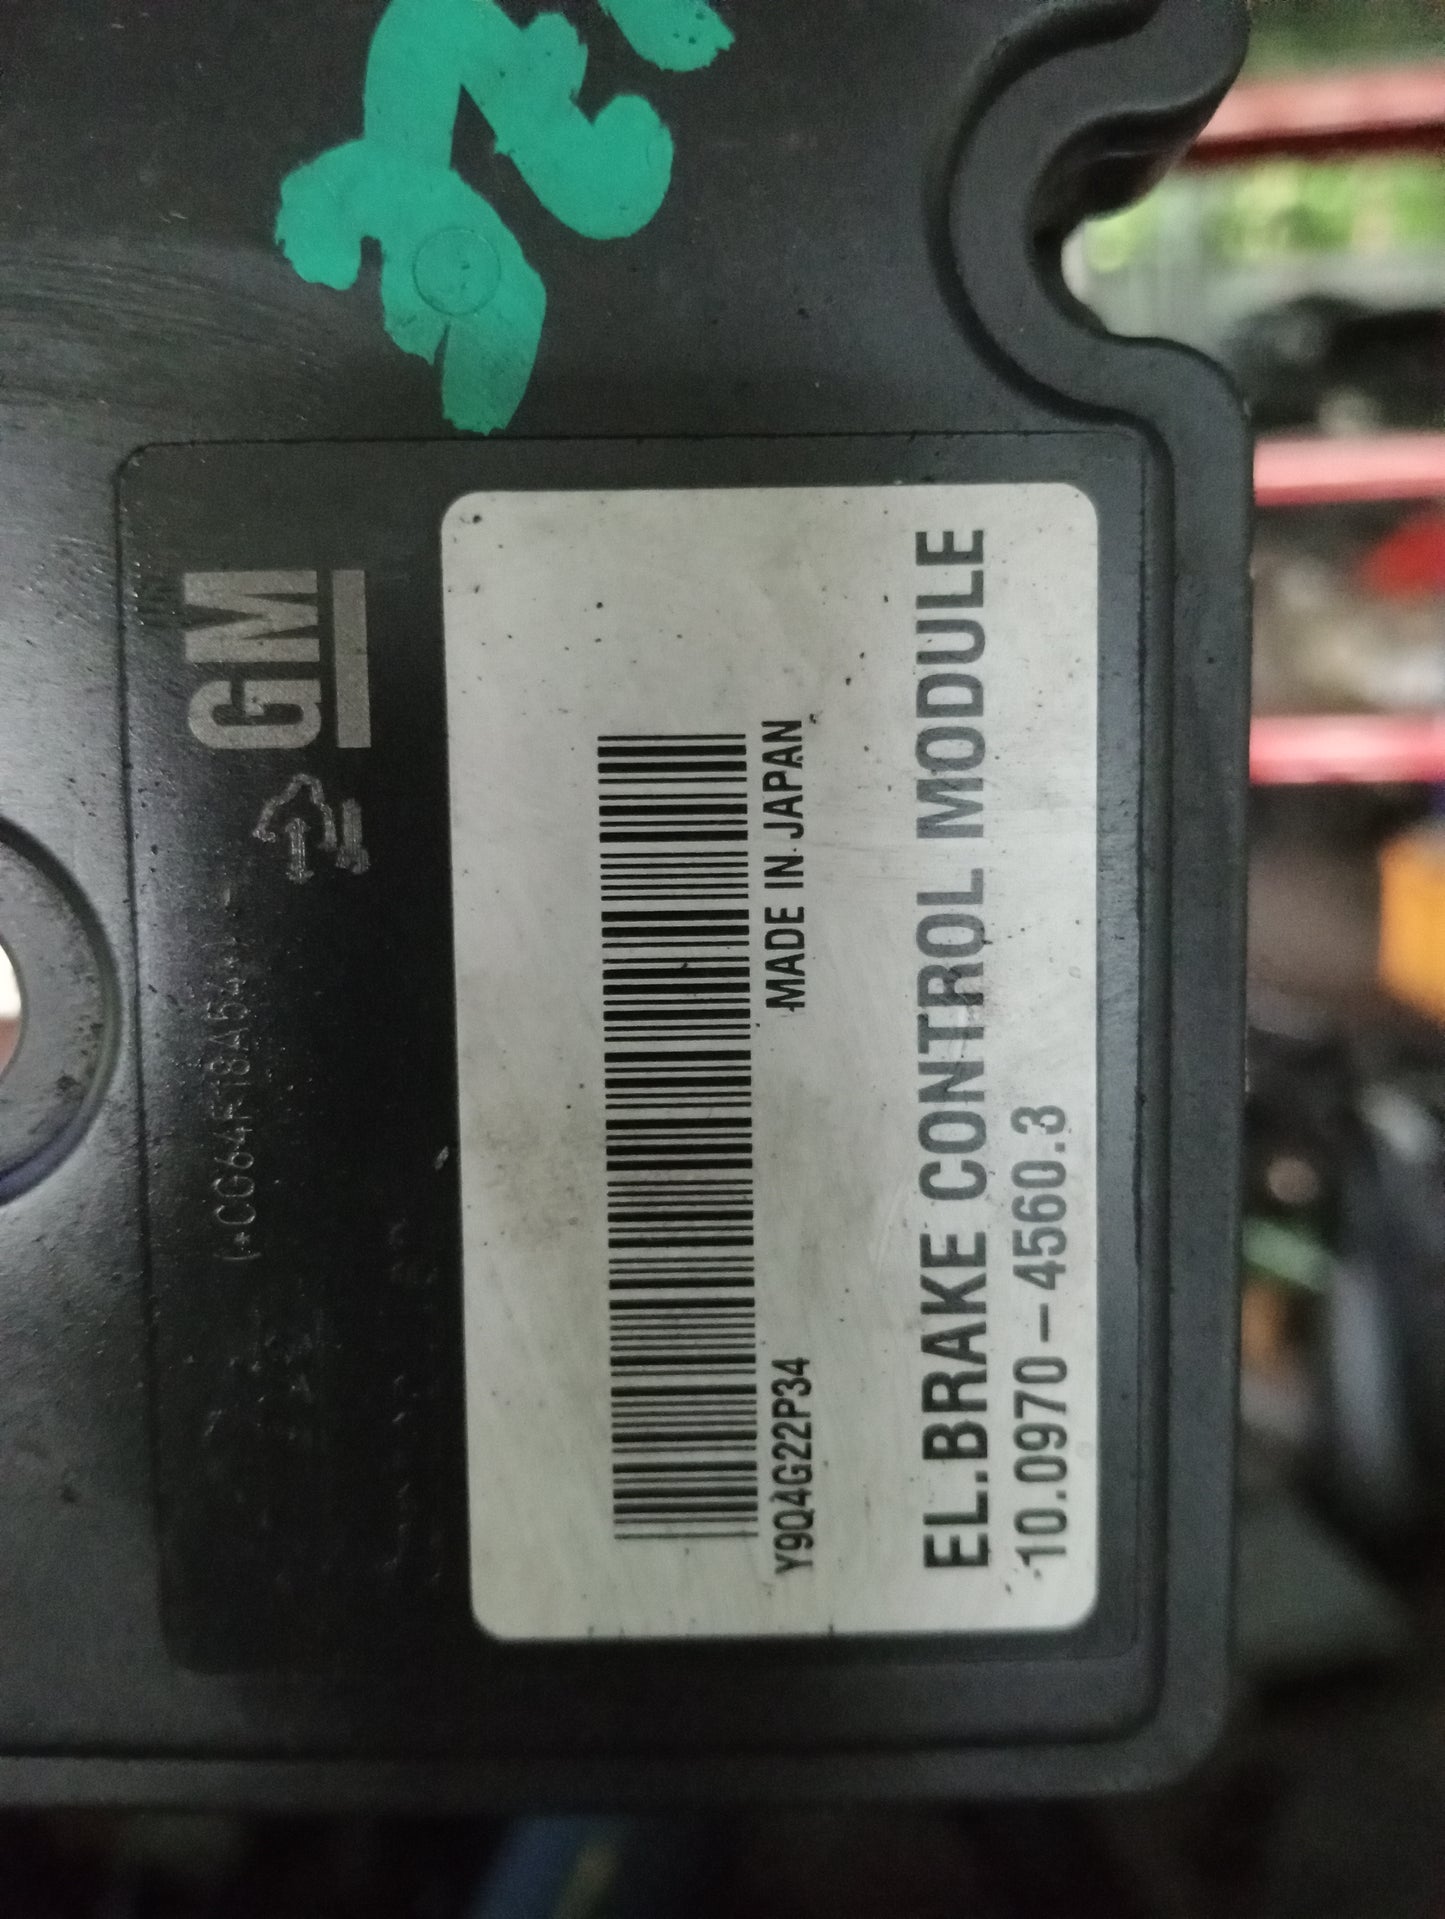 GM
Y9Q4G22P34 MADE IN JAPAN
EL.BRAKE CONTROL MODULE
10.0970-4560.3